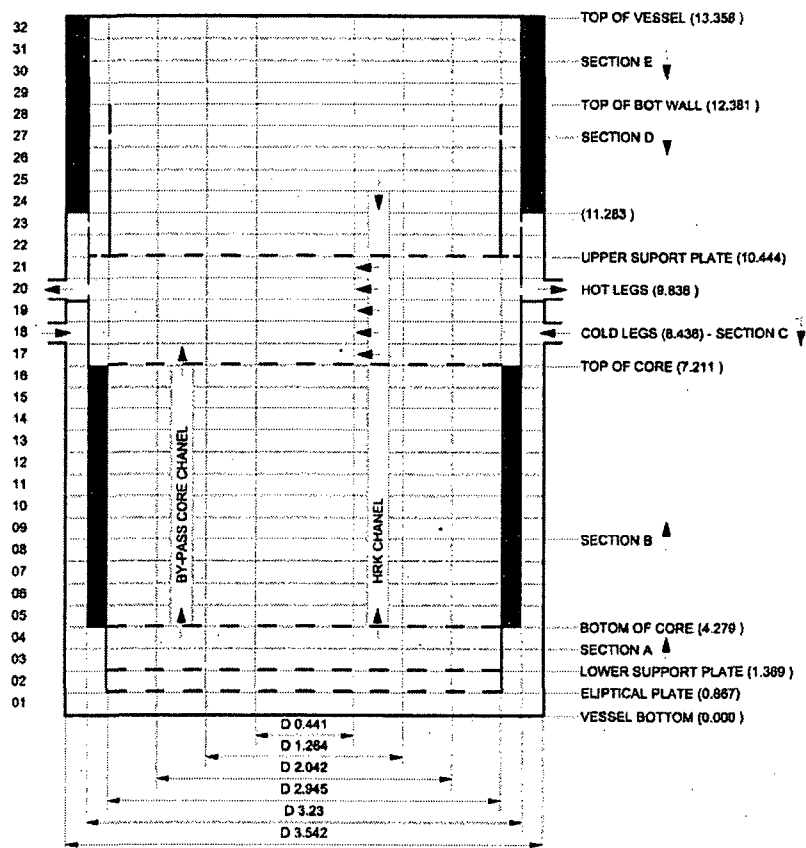 32
31
30
29
28
27
26
25
24
23
22
21
20
19
18
17
16
15
14
13
12
11
10
09
08
07
06
05
04
03
02
01
TOP OF VESSEL (13.358 )
SECTION E
TOP OF BOT WALL (12.381 )
SECTION D
(11.283 )
UPPER SUPORT PLATE (10.444 )
HOT LEGS (9.838 )
COLD LEGS (8.438) - SECTION C
TOP OF CORE (7.211 )
SECTION B
BOTOM OF CORE (4.279 )
SECTION A
LOWER SUPPORT PLATE (1.389 )
ELIPTICAL PLATE (0.867)
VESSEL BOTTOM (0.000 )
BY-PASS CORE CHANEL
HRK CHANEL
D 0.441
D 1.264
D 2.042
D 2.945
D 3.23
D 3.542